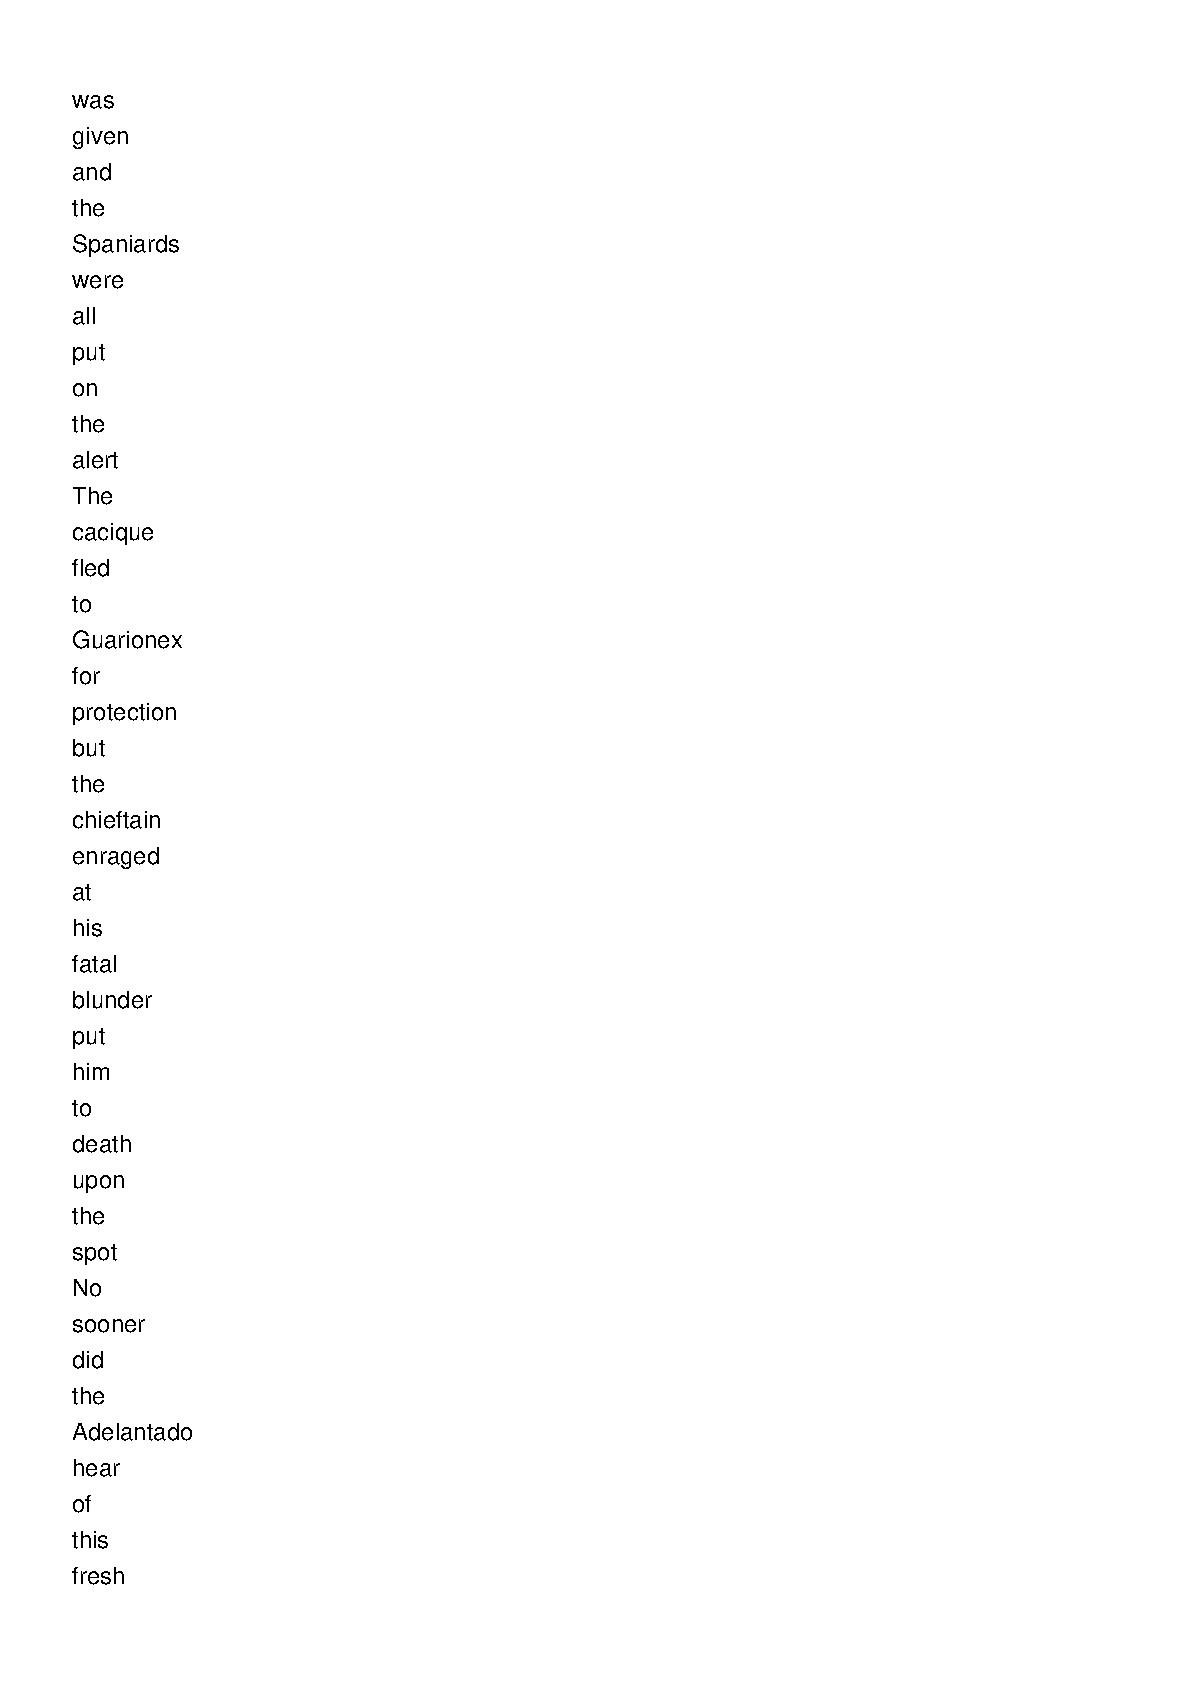 was
given
and
the
Spaniards
were
all
put
on
the
alert
The
cacique
fled
to
Guarionex
for
protection
but
the
chieftain
enraged
at
his
fatal
blunder
put
him
to
death
upon
the
spot
No
sooner
did
the
Adelantado
hear
of
this
fresh